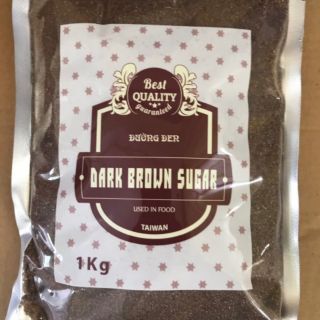 Best
QUALITY
Guaranteed
ĐƯỜNG ĐEN
DARK BROWN SUGAR
USED IN FOOD
TAIWAN
1Kg